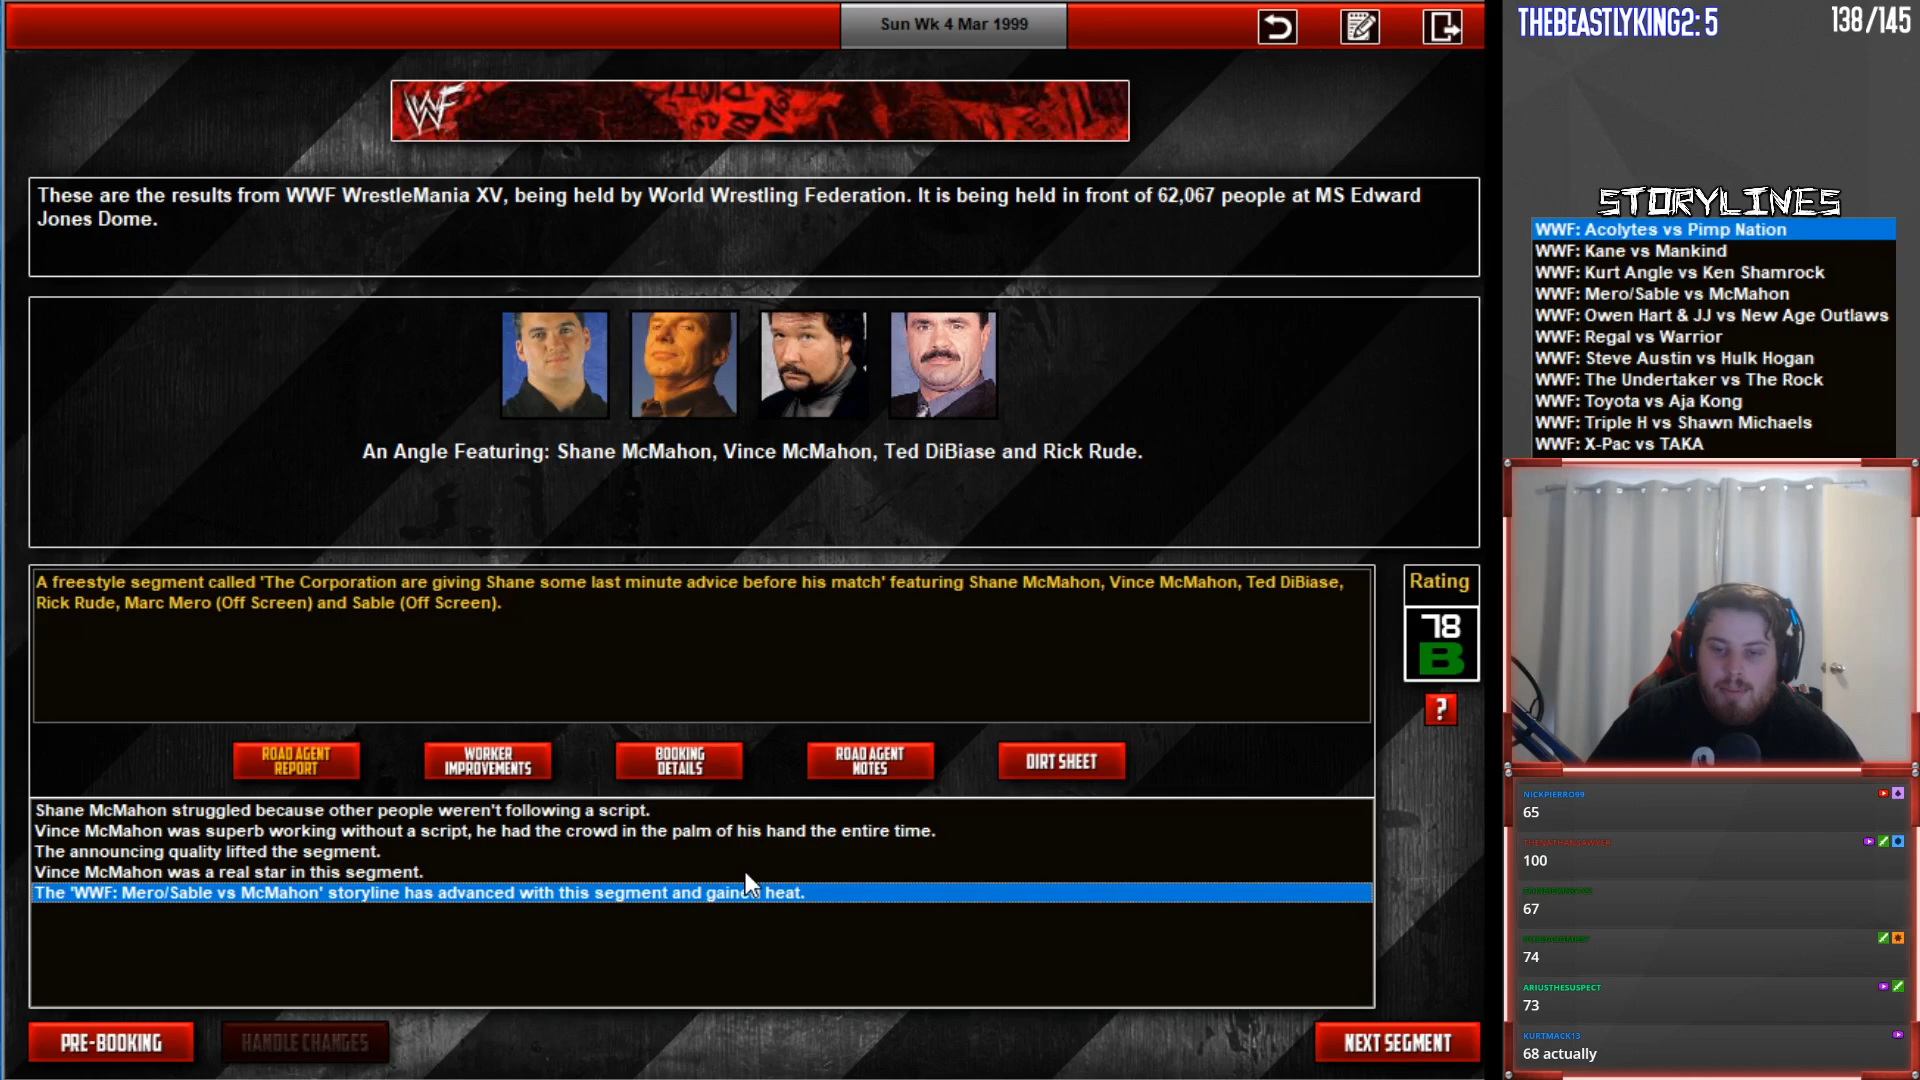 Sun Wk 4 Mar 1999
THEBEASTLYKING2: 5
138/145
WWF
These are the results from WWF WrestleMania XV, being held by World Wrestling Federation. It is being held in front of 62,067 people at MS Edward
Jones Dome.
An Angle Featuring: Shane McMahon, Vince McMahon, Ted DiBiase and Rick Rude.
A freestyle segment called 'The Corporation are giving Shane some last minute advice before his match' featuring Shane McMahon, Vince McMahon, Ted DiBiase,
Rick Rude, Marc Mero (Off Screen) and Sable (Off Screen).
Rating
78
B
?
ROAD AGENT
REPORT
WORKER
IMPROVEMENTS
BOOKING
DETAILS
ROAD AGENT
NOTES
DIRT SHEET
Shane McMahon struggled because other people weren't following a script.
Vince McMahon was superb working without a script, he had the crowd in the palm of his hand the entire time.
The announcing quality lifted the segment.
Vince McMahon was a real star in this segment.
The 'WWF: Mero/Sable vs McMahon' storyline has advanced with this segment and gained heat.
PRE-BOOKING
HANDLE CHANGES
NEXT SEGMENT
STORYLINES
WWF: Acolytes vs Pimp Nation
WWF: Kane vs Mankind
WWF: Kurt Angle vs Ken Shamrock
WWF: Mero/Sable vs McMahon
WWF: Owen Hart & JJ vs New Age Outlaws
WWF: Regal vs Warrior
WWF: Steve Austin vs Hulk Hogan
WWF: The Undertaker vs The Rock
WWF: Toyota vs Aja Kong
WWF: Triple H vs Shawn Michaels
WWF: X-Pac vs TAKA
NICKPIERRO99
65
100
67
74
ARIUSTHESUSPECT
73
KURTMACK13
68 actually